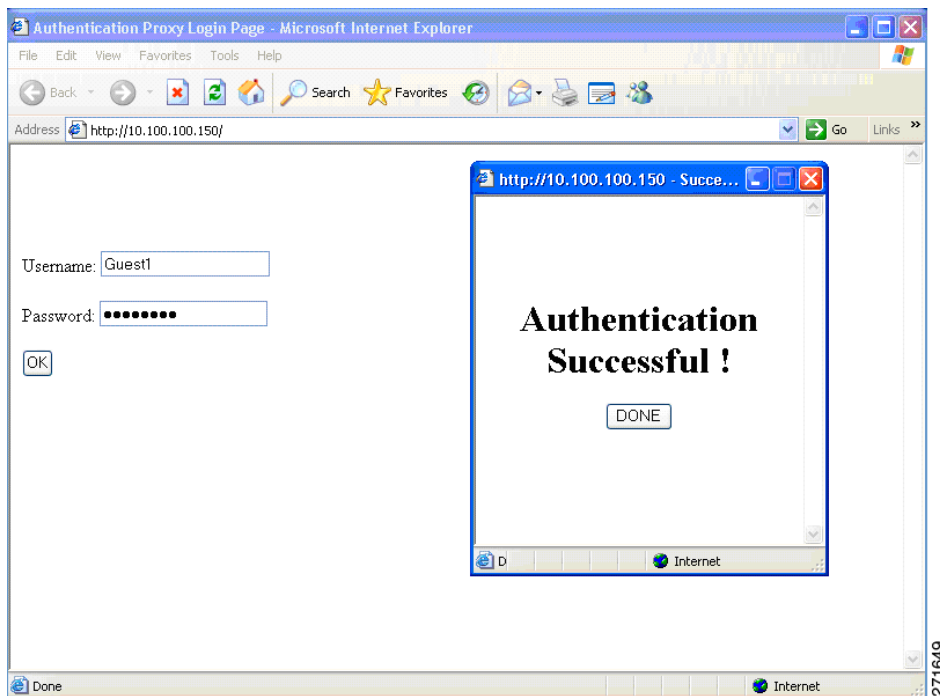 Authentication Proxy Login Page - Microsoft Internet Explorer
File Edit View Favorites Tools Help
Back Search Favorites
Address http://10.100.100.150/ Go Links »
http://10.100.100.150 - Succe...
Username: Guest1
Password: ●●●●●●●●
OK
Authentication
Successful !
DONE
D Internet
Done Internet
271649